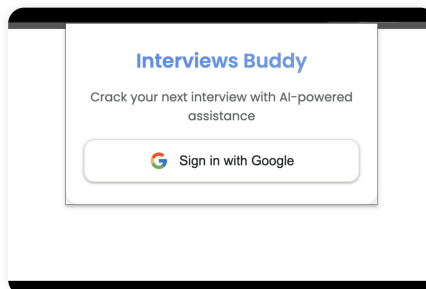 Interviews Buddy
Crack your next interview with AI-powered
assistance
Sign in with Google